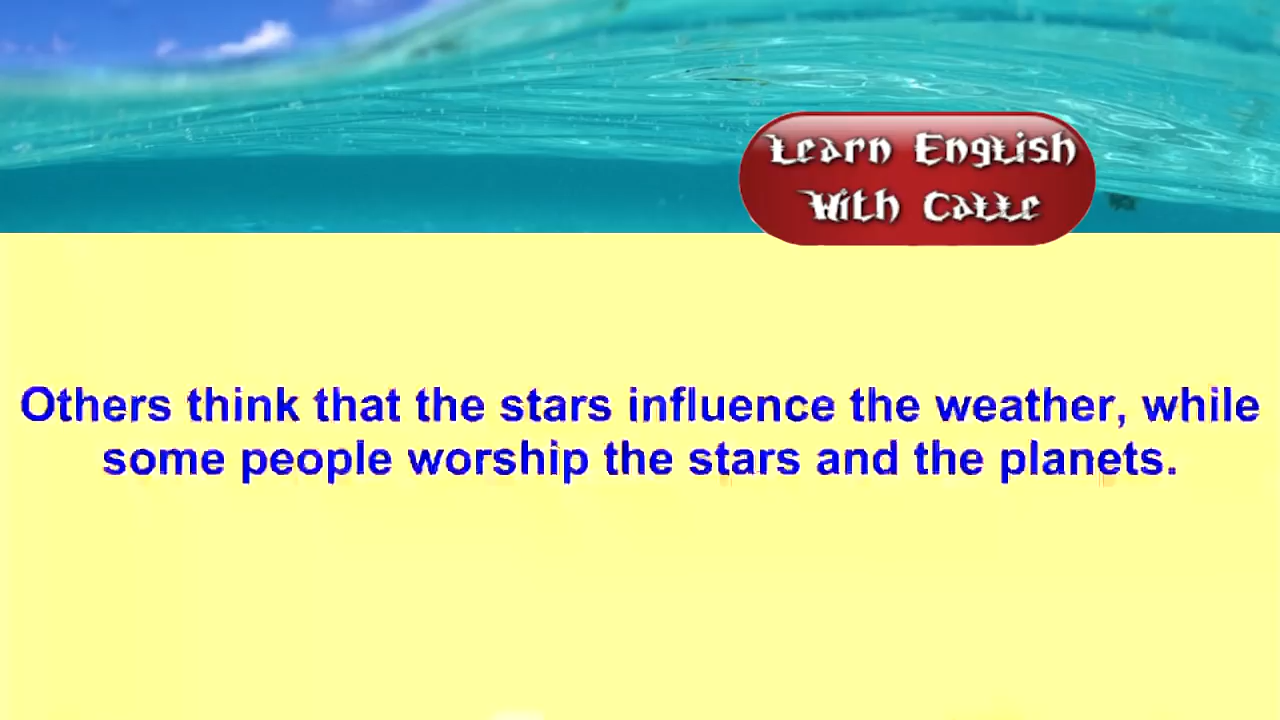 Learn English
With Calle
Others think that the stars influence the weather, while
some people worship the stars and the planets.